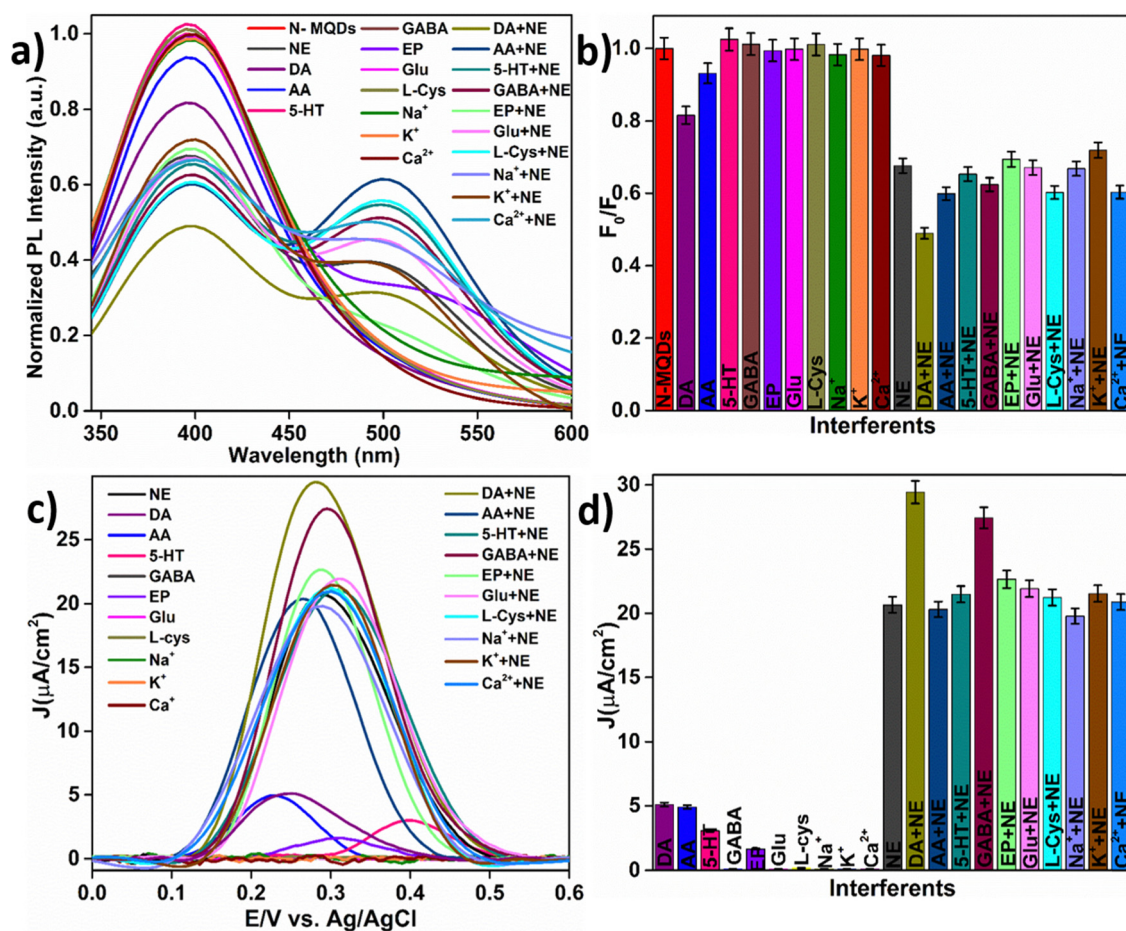 a)
Normalized PL Intensity (a.u.)
1.0
0.8
0.6
0.4
0.2
0.0
345 400 450 500 550 600
Wavelength (nm)
N- MQDs
NE
DA
AA
5-HT
GABA
EP
Glu
L-Cys
Na⁺
K⁺
Ca²⁺
DA+NE
AA+NE
5-HT+NE
GABA+NE
EP+NE
Glu+NE
L-Cys+NE
Na⁺+NE
K⁺+NE
Ca²⁺+NE
b)
F₀/F₀
1.0
0.8
0.6
0.4
0.2
0.0
N-MQDs
DA
AA
5-HT
GABA
EP
Glu
L-Cys
Na⁺
K⁺
Ca²⁺
NE
DA+NE
AA+NE
5-HT+NE
GABA+NE
EP+NE
Glu+NE
L-Cys+NE
Na⁺+NE
K⁺+NE
Ca²⁺+NE
Interferents
c)
J(µA/cm²)
25
20
15
10
5
0
0.0 0.1 0.2 0.3 0.4 0.5 0.6
E/V vs. Ag/AgCl
NE
DA
AA
5-HT
GABA
EP
Glu
L-cys
Na⁺
K⁺
Ca⁺
DA+NE
AA+NE
5-HT+NE
GABA+NE
EP+NE
Glu+NE
L-Cys+NE
Na⁺+NE
K⁺+NE
Ca²⁺+NE
d)
J(µA/cm²)
30
25
20
15
10
5
0
DA
AA
5-HT
GABA
EP
Glu
L-cys
Na⁺
K⁺
Ca²⁺
NE
DA+NE
AA+NE
5-HT+NE
GABA+NE
EP+NE
Glu+NE
L-Cys+NE
Na⁺+NE
K⁺+NE
Ca²⁺+NE
Interferents